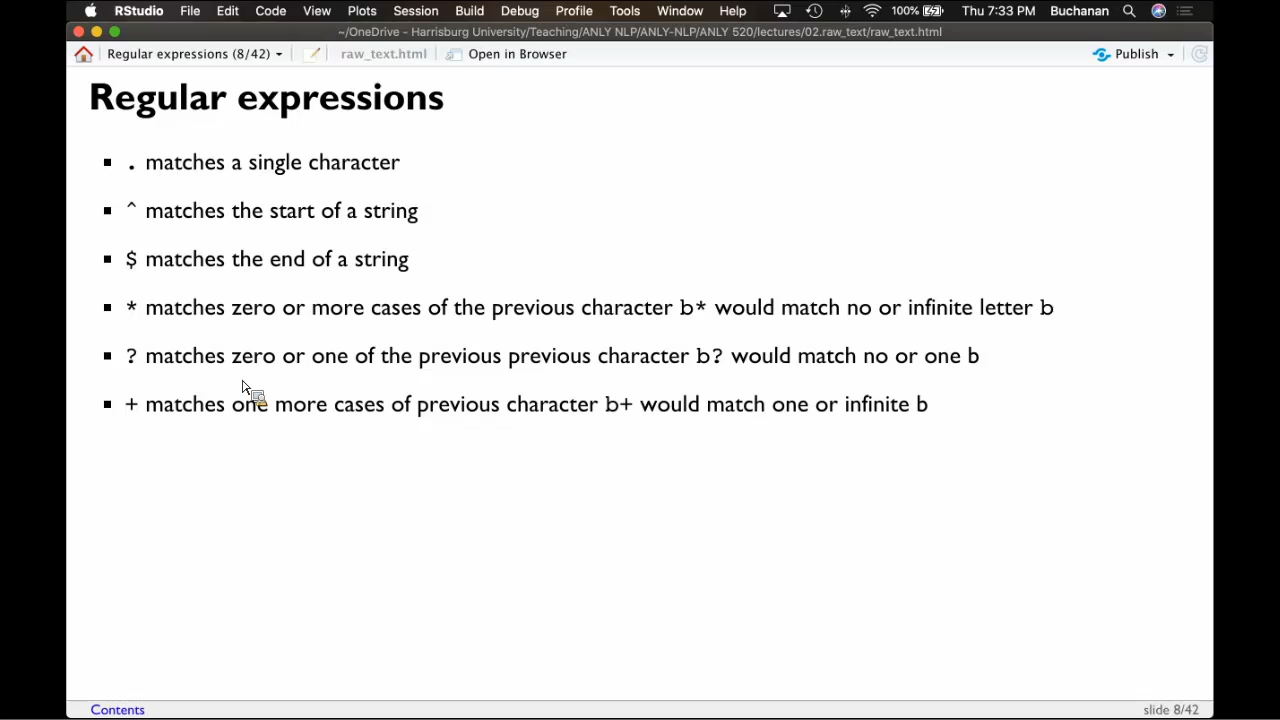 RStudio File Edit Code View Plots Session Build Debug Profile Tools Window Help 100% Thu 7:33 PM Buchanan
~/OneDrive - Harrisburg University/Teaching/ANLY NLP/ANLY-NLP/ANLY 520/lectures/02.raw_text/raw_text.html
Regular expressions (8/42) raw_text.html Open in Browser Publish
Regular expressions
. matches a single character
^ matches the start of a string
$ matches the end of a string
* matches zero or more cases of the previous character b* would match no or infinite letter b
? matches zero or one of the previous previous character b? would match no or one b
+ matches one more cases of previous character b+ would match one or infinite b
Contents slide 8/42